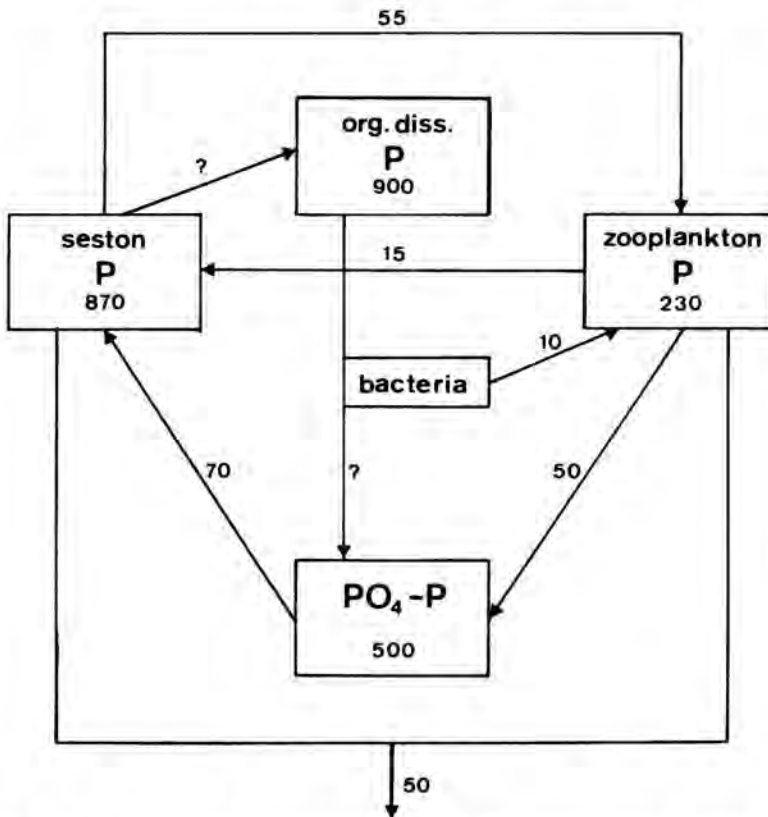 55
org. diss.
P
900
?
seston
P
870
15
zooplankton
P
230
10
bacteria
70
?
50
PO₄-P
500
50